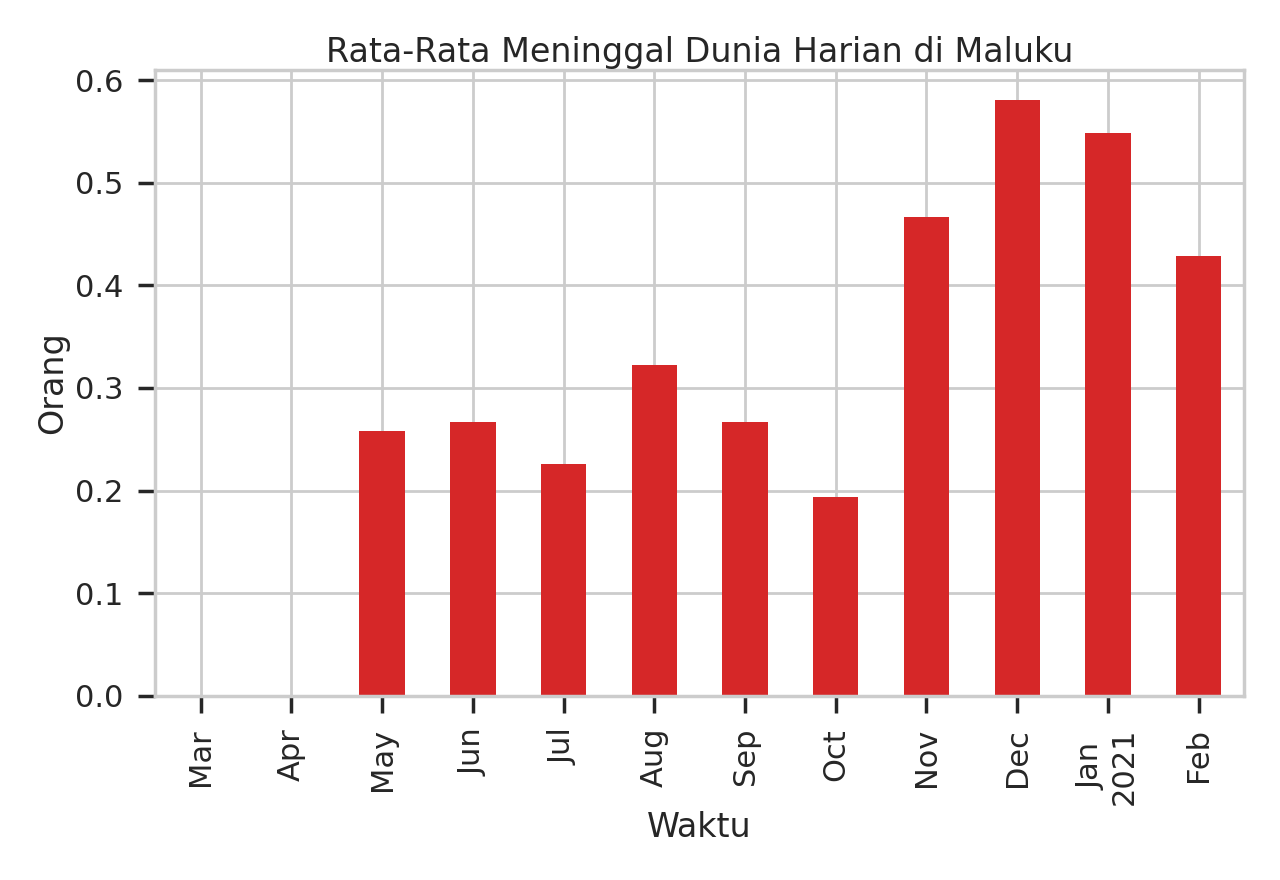 Rata-Rata Meninggal Dunia Harian di Maluku
0.6
0.5
0.4
0.3
0.2
0.1
0.0
Orang
Mar
Apr
May
Jun
Jul
Aug
Sep
Oct
Nov
Dec
Jan
2021
Feb
Waktu